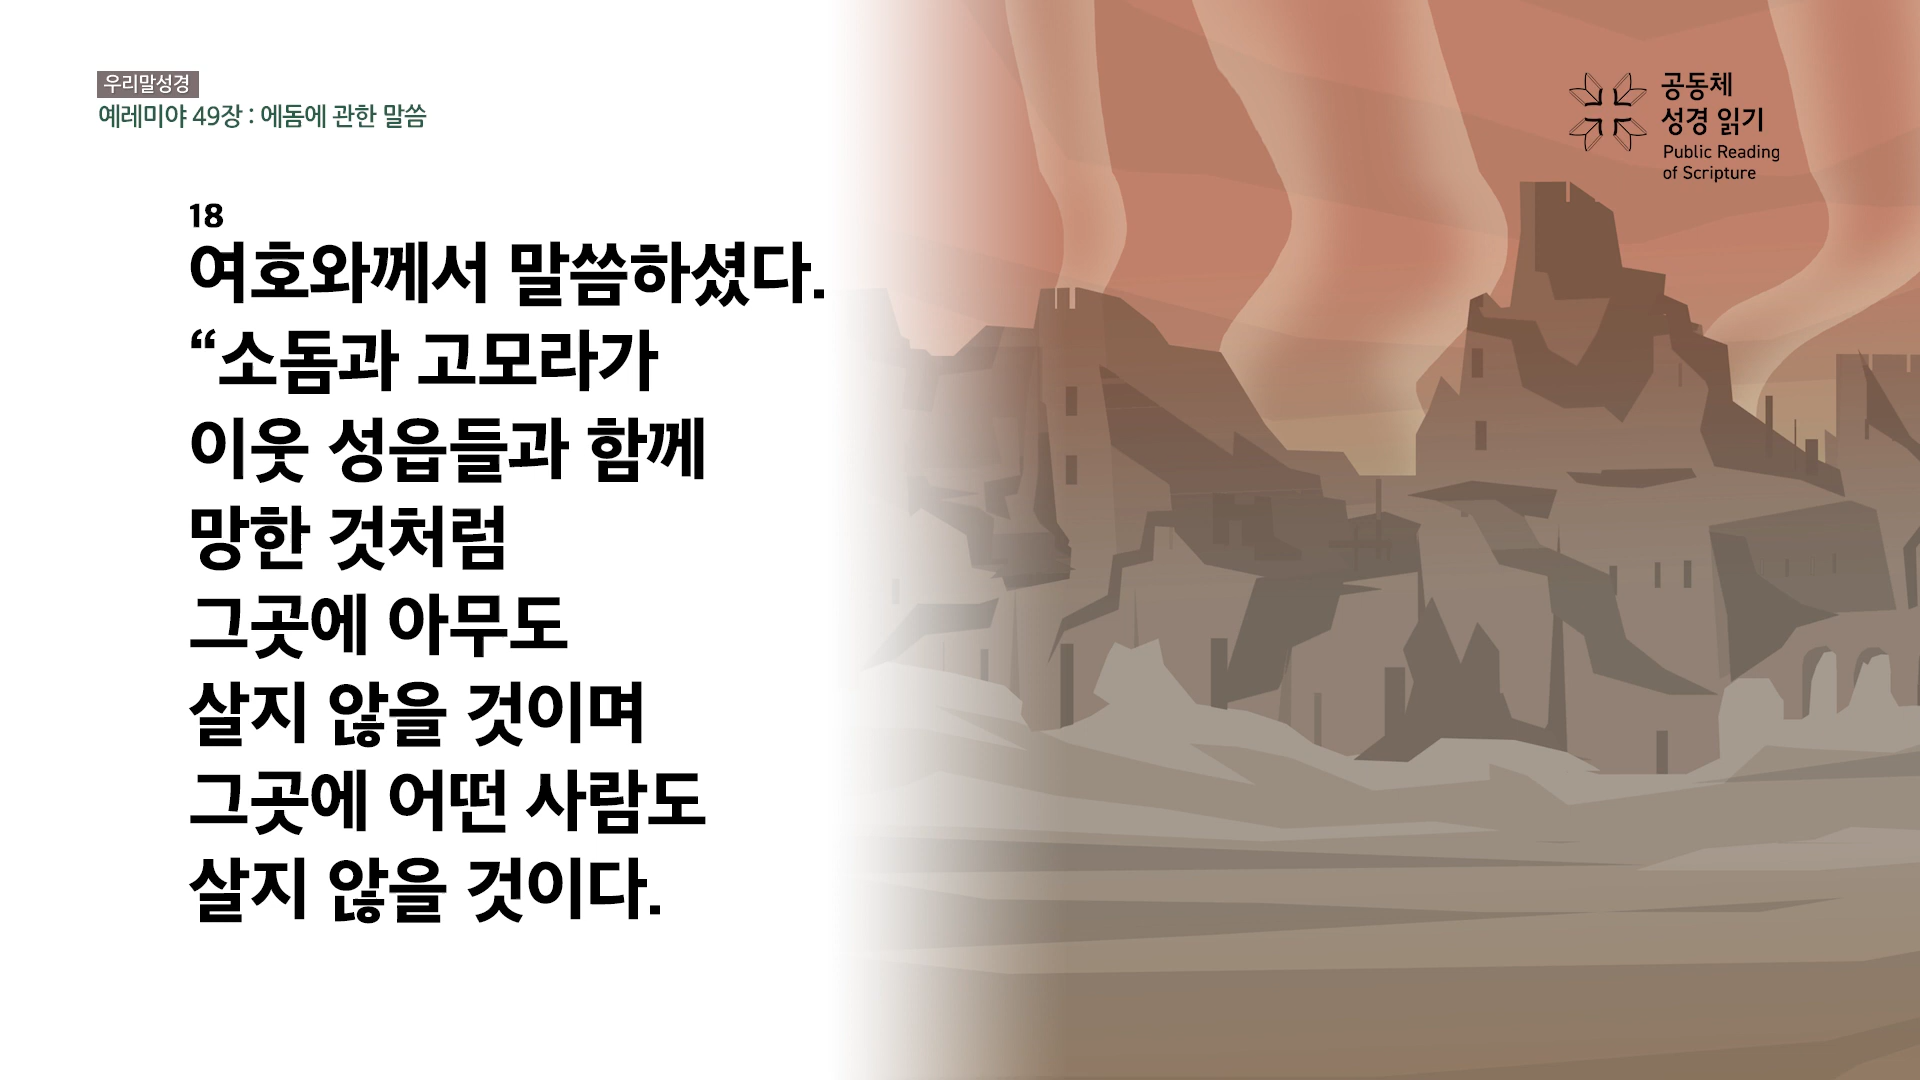 우리말성경
예레미야 49장 : 에돔에 관한 말씀
공동체
성경 읽기
Public Reading
of Scripture
18
여호와께서 말씀하셨다.
“소돔과 고모라가
이웃 성읍들과 함께
망한 것처럼
그곳에 아무도
살지 않을 것이며
그곳에 어떤 사람도
살지 않을 것이다.